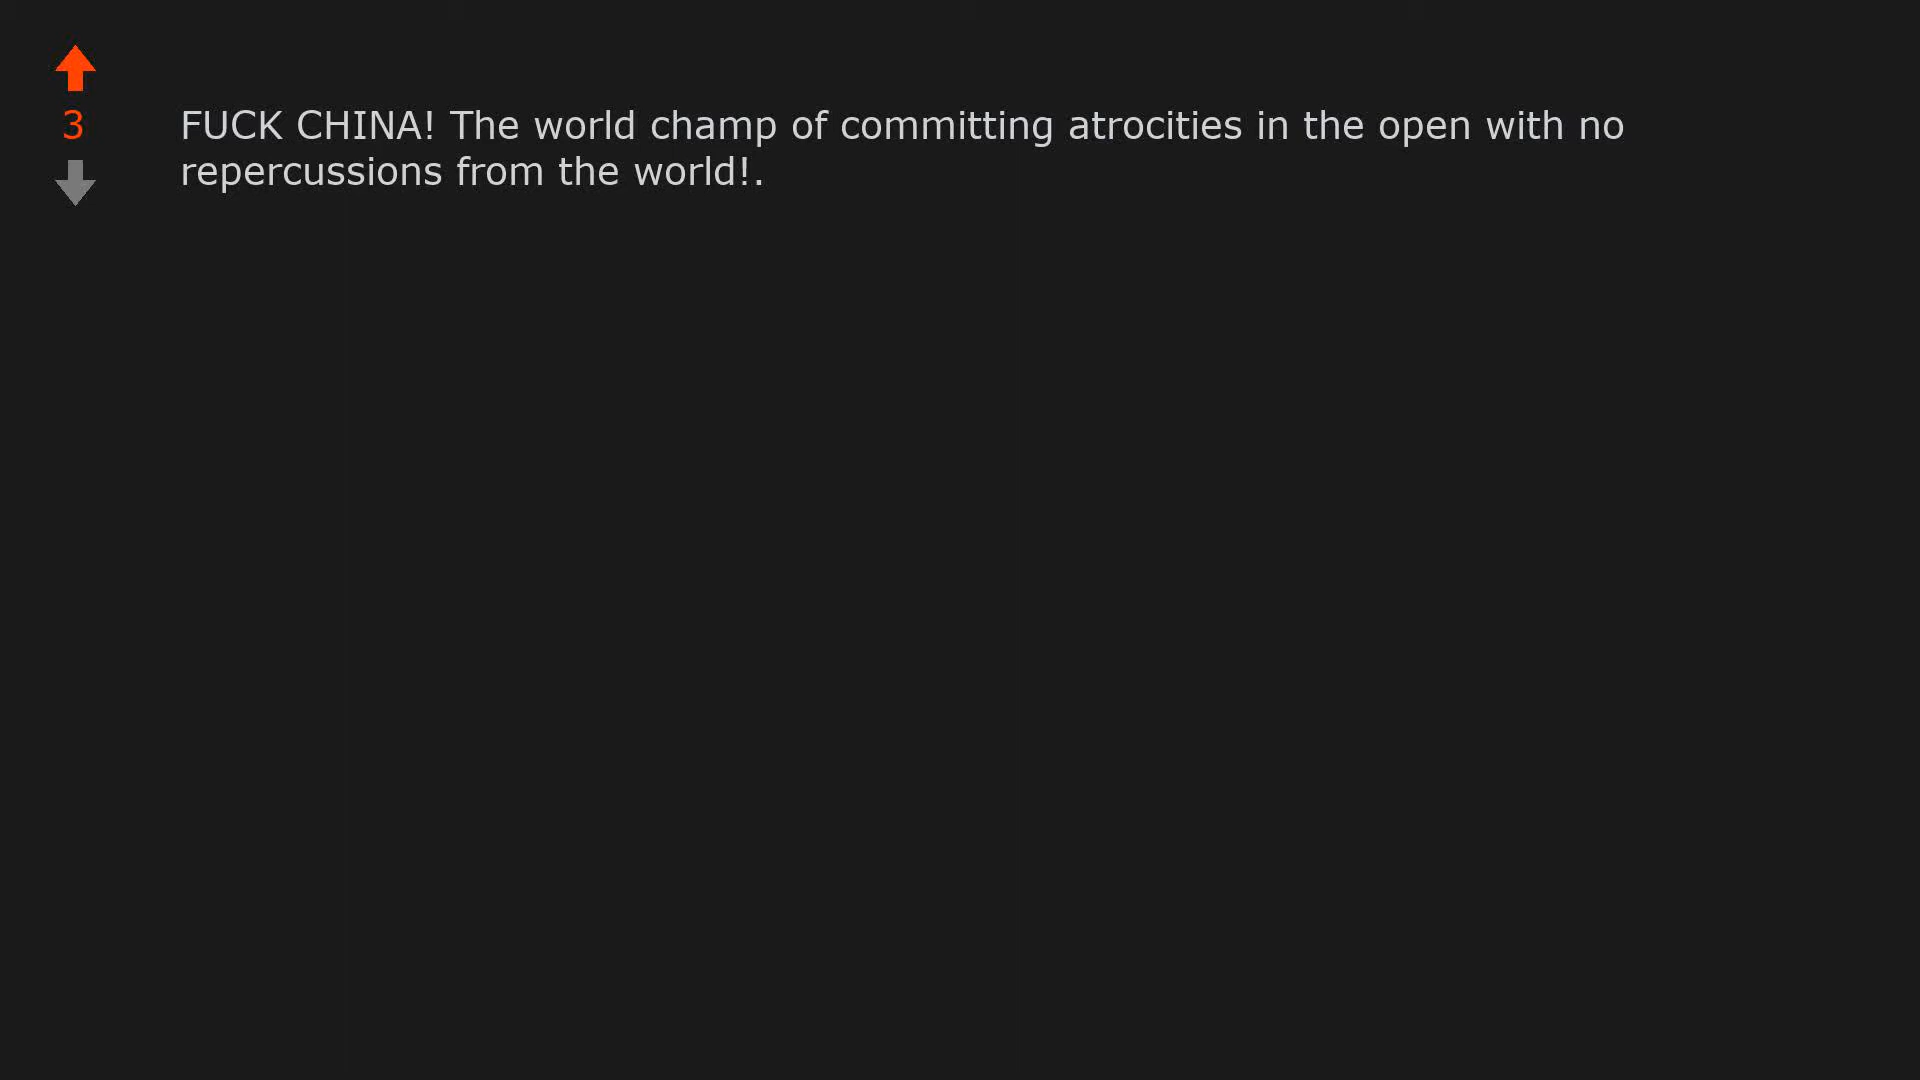 3
FUCK CHINA! The world champ of committing atrocities in the open with no
repercussions from the world!.